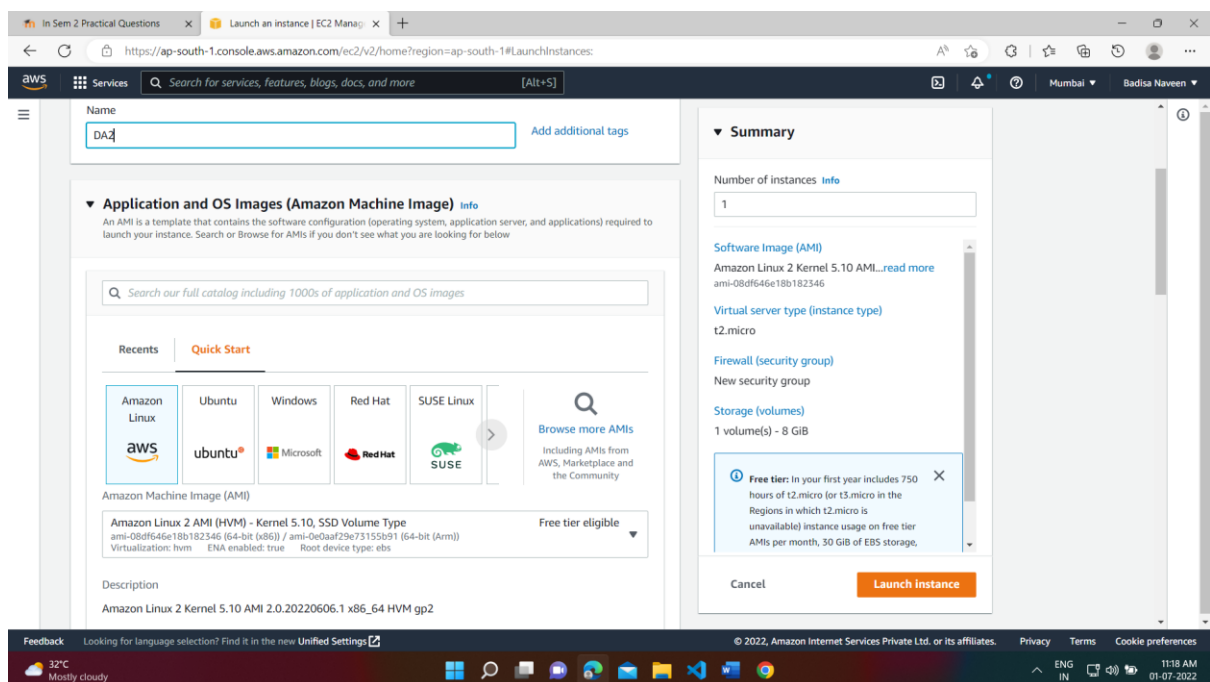 In Sem 2 Practical Questions
Launch an instance | EC2 Manag
https://ap-south-1.console.aws.amazon.com/ec2/v2/home?region=ap-south-1#LaunchInstances:
aws
Services
Search for services, features, blogs, docs, and more
[Alt+S]
Mumbai ▼
Badisa Naveen ▼
Name
DA2
Add additional tags
▼ Application and OS Images (Amazon Machine Image) Info
An AMI is a template that contains the software configuration (operating system, application server, and applications) required to
launch your instance. Search or Browse for AMIs if you don't see what you are looking for below
Search our full catalog including 1000s of application and OS images
Recents
Quick Start
Amazon
Linux
aws
Ubuntu
ubuntu
Windows
Microsoft
Red Hat
Red Hat
SUSE Linux
SUSE
Browse more AMIs
Including AMIs from
AWS, Marketplace and
the Community
Amazon Machine Image (AMI)
Amazon Linux 2 AMI (HVM) - Kernel 5.10, SSD Volume Type
Free tier eligible
ami-08df646e18b182346 (64-bit (x86)) / ami-0e0aaf29e73155b91 (64-bit (Arm))
Virtualization: hvm ENA enabled: true Root device type: ebs
Description
Amazon Linux 2 Kernel 5.10 AMI 2.0.20220606.1 x86_64 HVM gp2
▼ Summary
Number of instances Info
1
Software Image (AMI)
Amazon Linux 2 Kernel 5.10 AMI...read more
ami-08df646e18b182346
Virtual server type (instance type)
t2.micro
Firewall (security group)
New security group
Storage (volumes)
1 volume(s) - 8 GiB
Free tier: In your first year includes 750
hours of t2.micro (or t3.micro in the
Regions in which t2.micro is
unavailable) instance usage on free tier
AMIs per month, 30 GiB of EBS storage,
Cancel
Launch instance
Feedback
Looking for language selection? Find it in the new Unified Settings
© 2022, Amazon Internet Services Private Ltd. or its affiliates.
Privacy
Terms
Cookie preferences
32°C
Mostly cloudy
ENG
IN
11:18 AM
01-07-2022